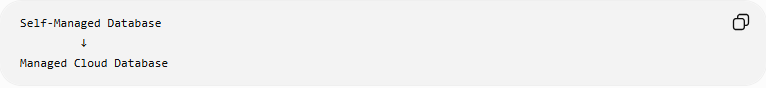 Self-Managed Database
↓
Managed Cloud Database